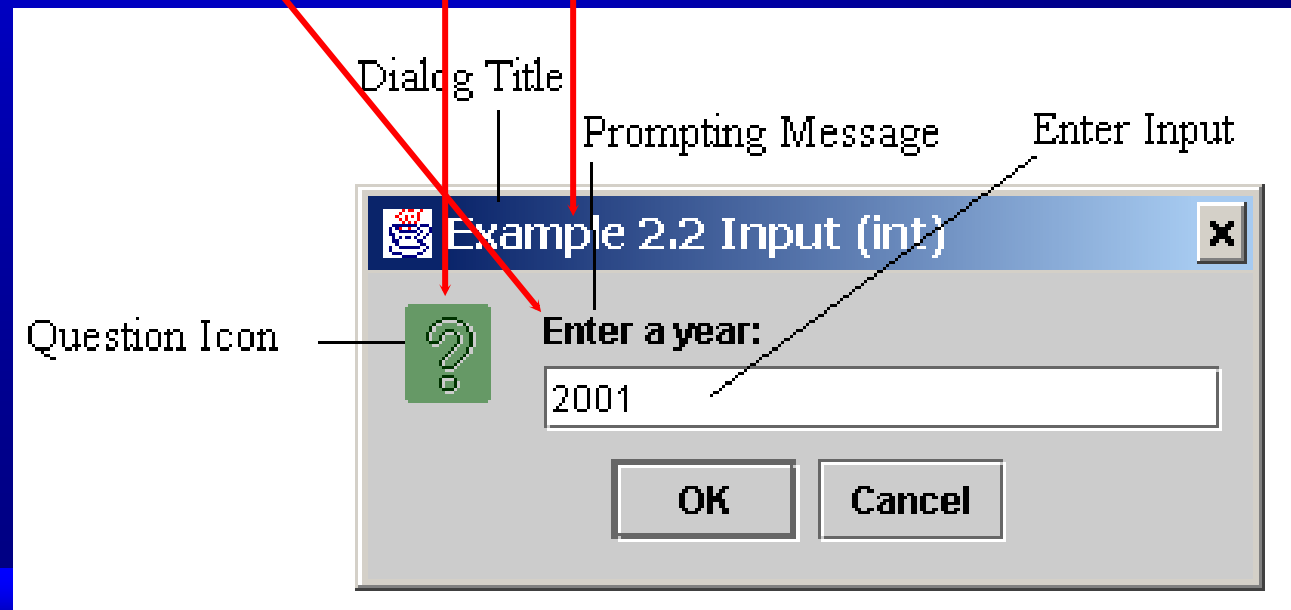 Dialog Title
Prompting Message
Enter Input
Example 2.2 Input (int)
Question Icon
?
Enter a year:
2001
OK
Cancel